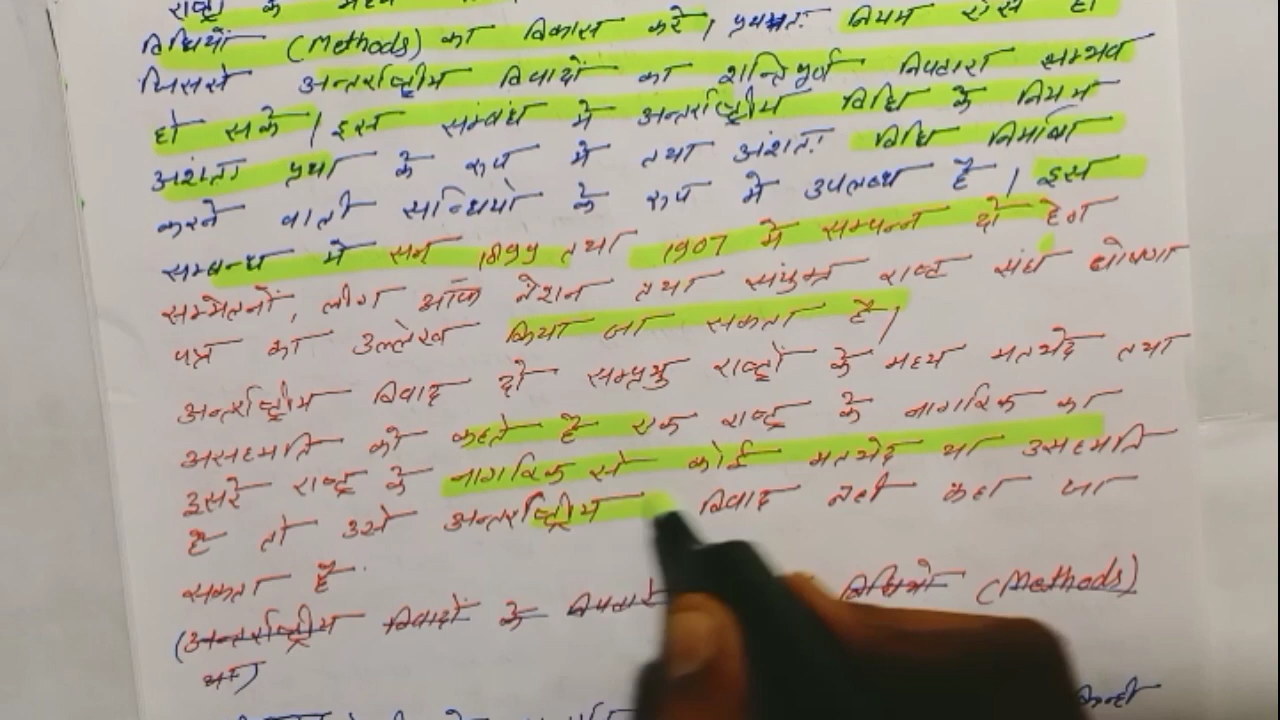 राष्ट्रो के मध्य
विधियों (Methods) का विकास करे, प्रथमतः नियम ऐसे हो
जिससे अन्तर्राष्ट्रीय विवादों का शान्तिपूर्ण निपटारा सम्भव
हो सके, इस सम्बंध मे अन्तर्राष्ट्रीय विधि के नियम
अंशतः प्रथा के रूप मे तथा अंशतः विधि निर्माण
करने वाली सन्धियो के रूप मे उपलब्ध है, इस
सम्बन्ध मे सन 1899 तथा 1907 मे सम्पन्न दो हेग
सम्मेलनों, लीग ऑफ नेशन तथा संयुक्त राष्ट्र संघ घोषणा
पत्र का उल्लेख किया जा सकता है,
अन्तर्राष्ट्रीय विवाद दो सम्प्रभु राष्ट्रों के मध्य मतभेद तथा
असहमति को कहते है एक राष्ट्र के नागरिक का
दूसरे राष्ट्र के नागरिक से कोई मतभेद या असहमति
है तो उसे अन्तर्राष्ट्रीय विवाद नही कहा जा
सकता है.
(अन्तर्राष्ट्रीय विवादों के निपटारे विधियो (Methods)